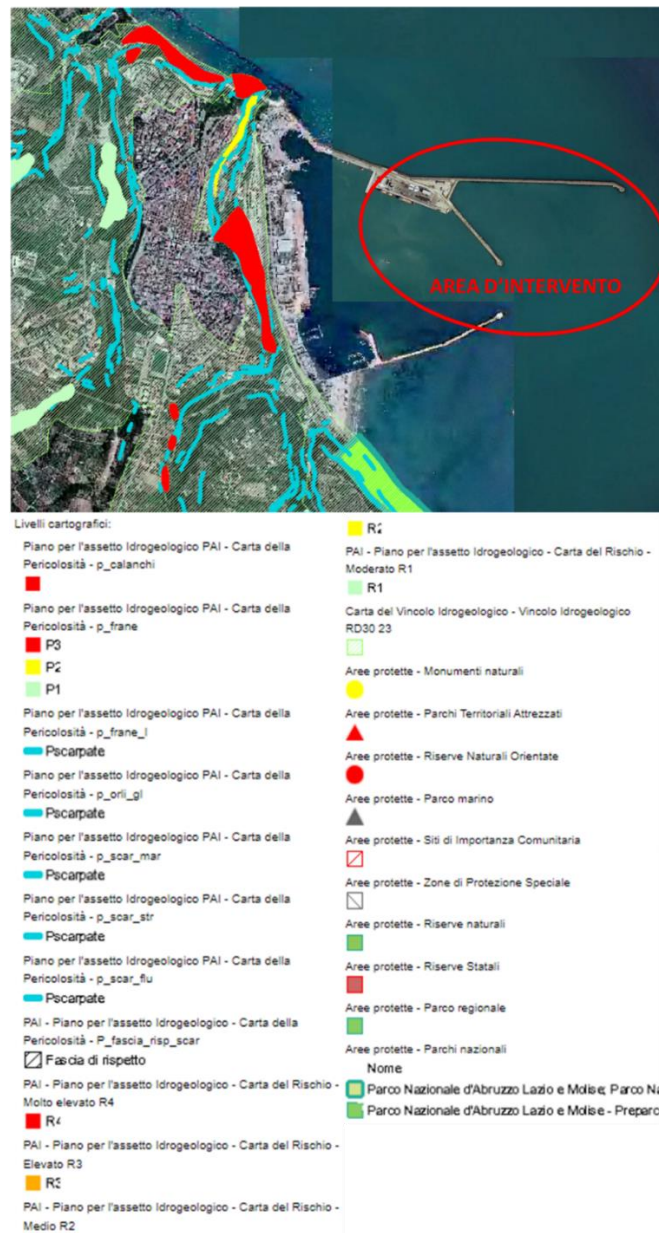 AREA D'INTERVENTO
Livelli cartografici:
Piano per l'assetto Idrogeologico PAI - Carta della
Pericolosità - p_calanchi
Piano per l'assetto Idrogeologico PAI - Carta della
Pericolosità - p_frane
P3
P2
P1
Piano per l'assetto Idrogeologico PAI - Carta della
Pericolosità - p_frane_l
Pscarpate
Piano per l'assetto Idrogeologico PAI - Carta della
Pericolosità - p_orli_gl
Pscarpate
Piano per l'assetto Idrogeologico PAI - Carta della
Pericolosità - p_scar_mar
Pscarpate
Piano per l'assetto Idrogeologico PAI - Carta della
Pericolosità - p_scar_str
Pscarpate
Piano per l'assetto Idrogeologico PAI - Carta della
Pericolosità - p_scar_flu
Pscarpate
PAI - Piano per l'assetto Idrogeologico - Carta della
Pericolosità - P_fascia_risp_scar
Fascia di rispetto
PAI - Piano per l'assetto Idrogeologico - Carta del Rischio -
Molto elevato R4
R4
PAI - Piano per l'assetto Idrogeologico - Carta del Rischio -
Elevato R3
R3
PAI - Piano per l'assetto Idrogeologico - Carta del Rischio -
Medio R2
R2
PAI - Piano per l'assetto Idrogeologico - Carta del Rischio -
Moderato R1
R1
Carta del Vincolo Idrogeologico - Vincolo Idrogeologico
RD30 23
Aree protette - Monumenti naturali
Aree protette - Parchi Territoriali Attrezzati
Aree protette - Riserve Naturali Orientate
Aree protette - Parco marino
Aree protette - Siti di Importanza Comunitaria
Aree protette - Zone di Protezione Speciale
Aree protette - Riserve naturali
Aree protette - Riserve Statali
Aree protette - Parco regionale
Aree protette - Parchi nazionali
Nome
Parco Nazionale d'Abruzzo Lazio e Molise; Parco Na
Parco Nazionale d'Abruzzo Lazio e Molise - Preparc